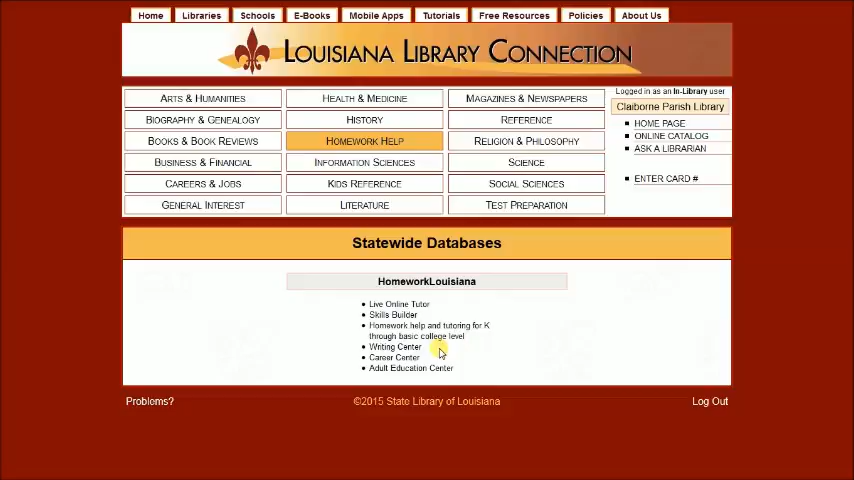 Home Libraries Schools E-Books Mobile Apps Tutorials Free Resources Policies About Us
LOUISIANA LIBRARY CONNECTION
Logged in as an In-Library user
ARTS & HUMANITIES HEALTH & MEDICINE MAGAZINES & NEWSPAPERS Claiborne Parish Library
BIOGRAPHY & GENEALOGY HISTORY REFERENCE HOME PAGE
ONLINE CATALOG
BOOKS & BOOK REVIEWS HOMEWORK HELP RELIGION & PHILOSOPHY ASK A LIBRARIAN
BUSINESS & FINANCIAL INFORMATION SCIENCES SCIENCE
CAREERS & JOBS KIDS REFERENCE SOCIAL SCIENCES ENTER CARD #
GENERAL INTEREST LITERATURE TEST PREPARATION
Statewide Databases
HomeworkLouisiana
Live Online Tutor
Skills Builder
Homework help and tutoring for K
through basic college level
Writing Center
Career Center
Adult Education Center
Problems? ©2015 State Library of Louisiana Log Out